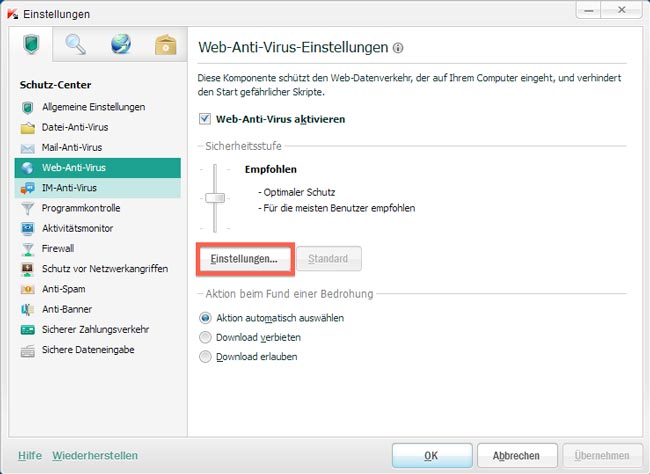 Einstellungen
Web-Anti-Virus-Einstellungen
Diese Komponente schützt den Web-Datenverkehr, der auf Ihrem Computer eingeht, und verhindert
den Start gefährlicher Skripte.
Schutz-Center
Allgemeine Einstellungen
Datei-Anti-Virus
Mail-Anti-Virus
Web-Anti-Virus
IM-Anti-Virus
Programmkontrolle
Aktivitätsmonitor
Firewall
Schutz vor Netzwerkangriffen
Anti-Spam
Anti-Banner
Sicherer Zahlungsverkehr
Sichere Dateneingabe
Web-Anti-Virus aktivieren
Sicherheitsstufe
Empfohlen
- Optimaler Schutz
- Für die meisten Benutzer empfohlen
Einstellungen... Standard
Aktion beim Fund einer Bedrohung
Aktion automatisch auswählen
Download verbieten
Download erlauben
Hilfe Wiederherstellen OK Abbrechen Übernehmen